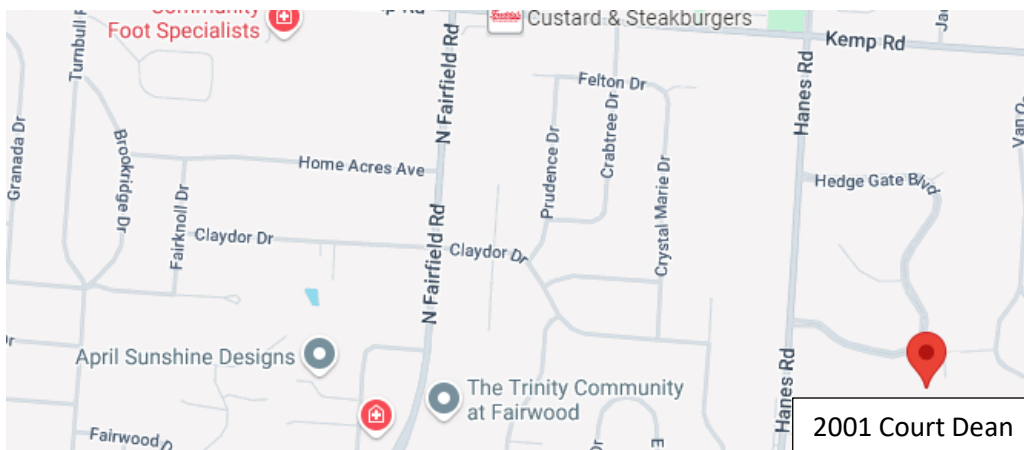 Community
Foot Specialists
Custard & Steakburgers
Kemp Rd
Turnbull
N Fairfield Rd
Hanes Rd
Felton Dr
Crabtree Dr
Granada Dr
Brookridge Dr
Home Acres Ave
Prudence Dr
Crystal Marie Dr
Hedge Gate Blvd
Fairknoll Dr
Claydor Dr
N Fairfield Rd
Claydor Dr
April Sunshine Designs
The Trinity Community
at Fairwood
Hanes Rd
Fairwood
2001 Court Dean